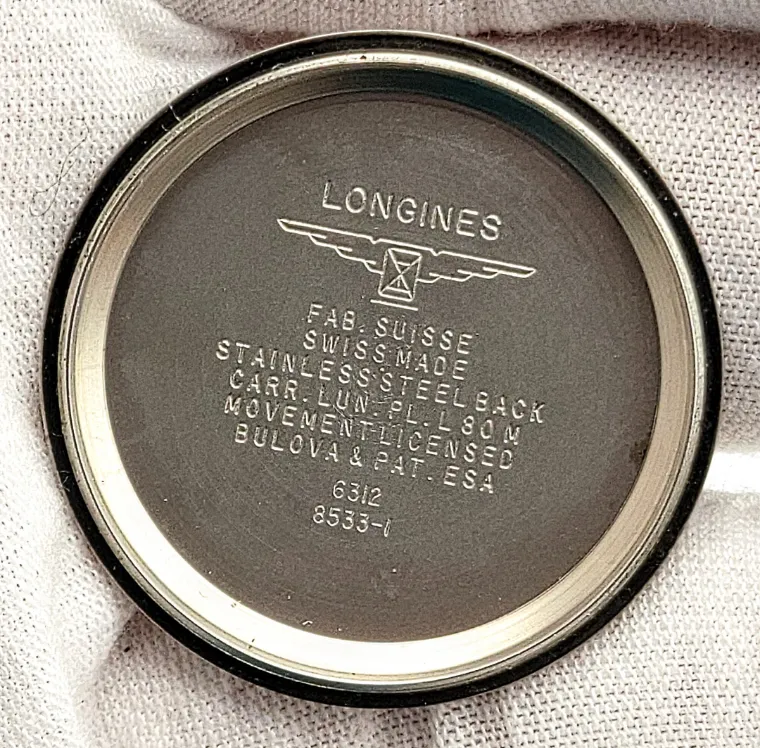 LONGINES
FAB. SUISSE
SWISS MADE
STAINLESS STEEL BACK
CARR. LUN. PL. L 80 M
MOVEMENT LICENSED
BULOVA & PAT. ESA
6312
8533-1